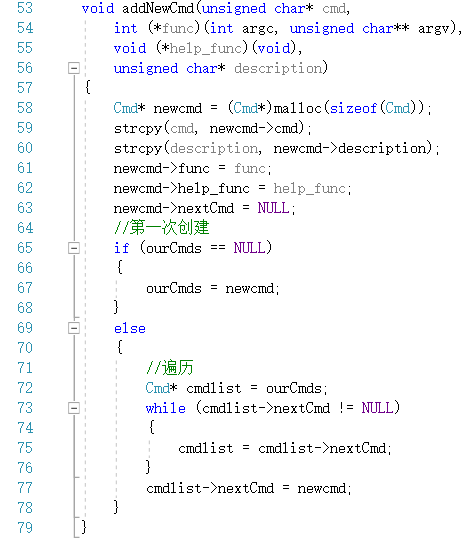 53 void addNewCmd(unsigned char* cmd,
54     int (*func)(int argc, unsigned char** argv),
55     void (*help_func)(void),
56     unsigned char* description)
57 {
58     Cmd* newcmd = (Cmd*)malloc(sizeof(Cmd));
59     strcpy(cmd, newcmd->cmd);
60     strcpy(description, newcmd->description);
61     newcmd->func = func;
62     newcmd->help_func = help_func;
63     newcmd->nextCmd = NULL;
64     //第一次创建
65     if (ourCmds == NULL)
66     {
67         ourCmds = newcmd;
68     }
69     else
70     {
71         //遍历
72         Cmd* cmdlist = ourCmds;
73         while (cmdlist->nextCmd != NULL)
74         {
75             cmdlist = cmdlist->nextCmd;
76         }
77         cmdlist->nextCmd = newcmd;
78     }
79 }